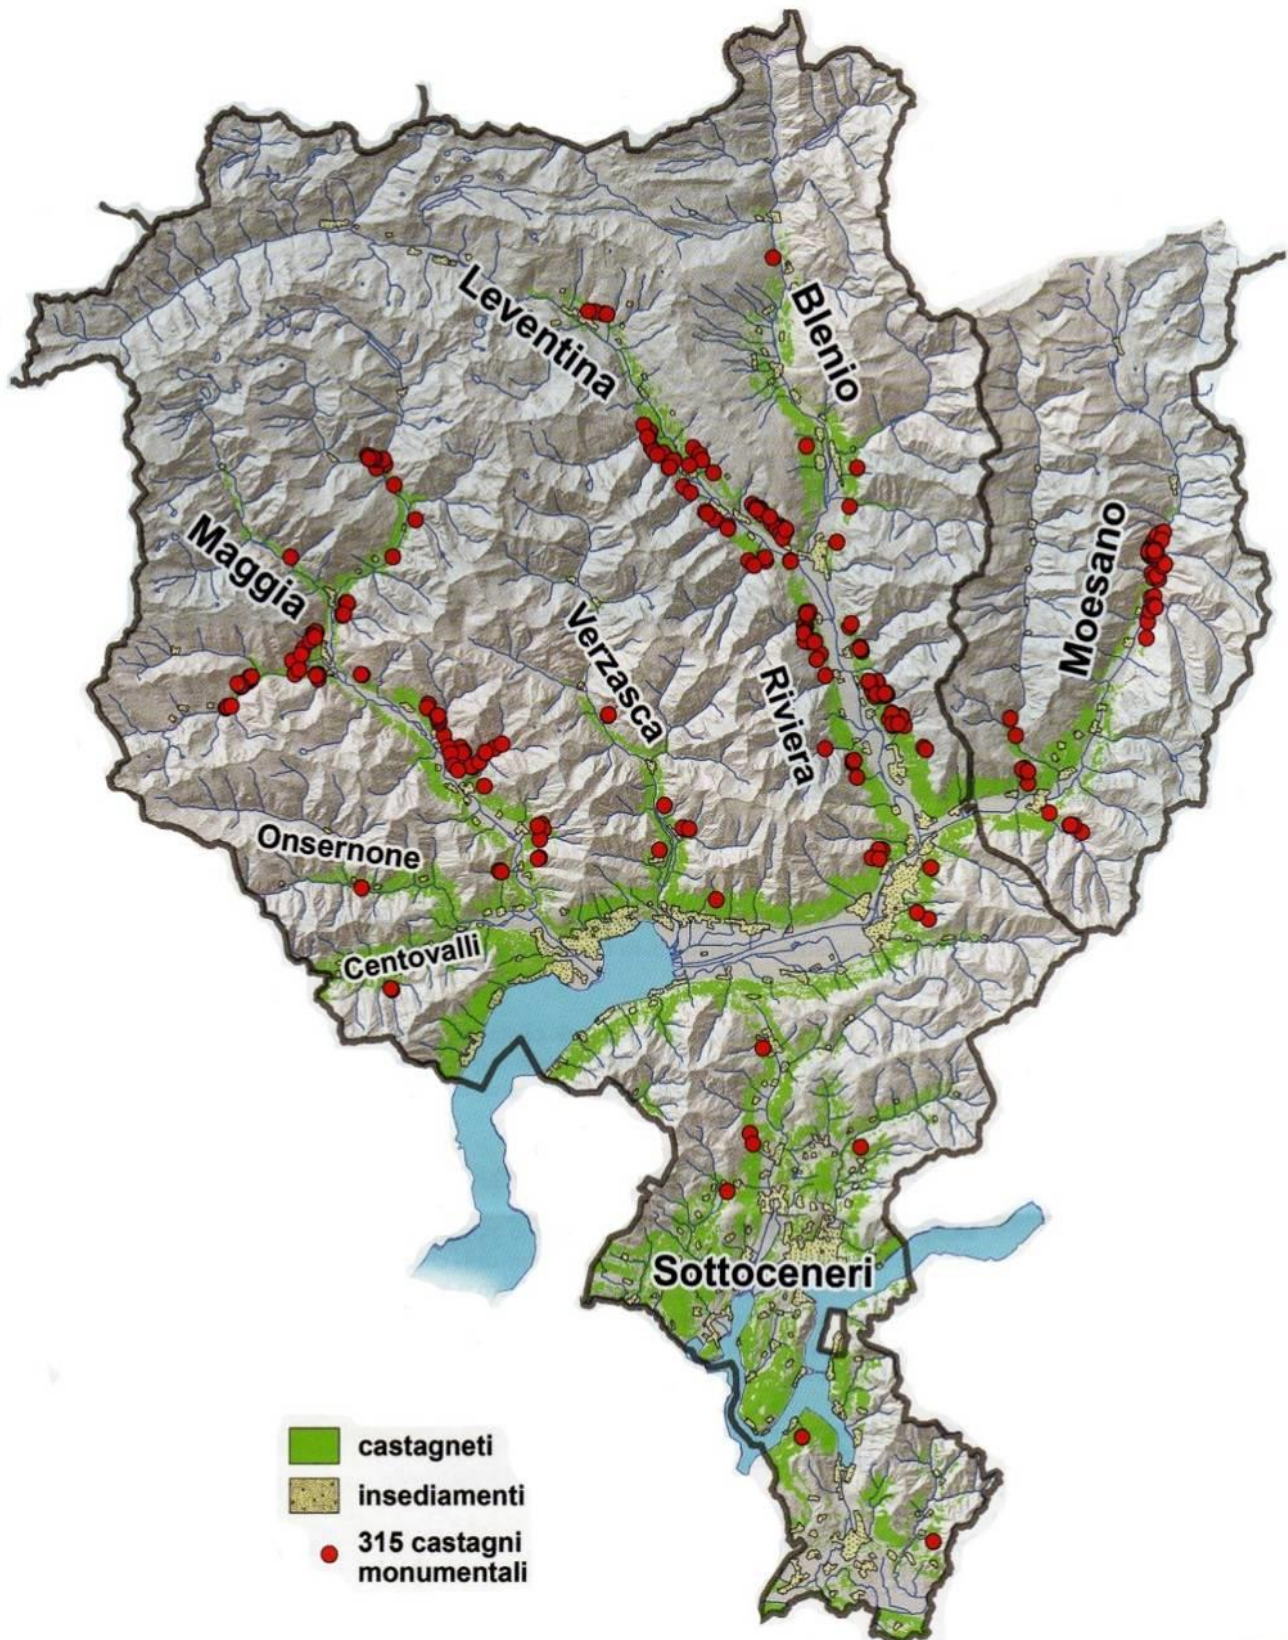 Leventina
Blenio
Maggia
Verzasca
Riviera
Moesano
Onsernone
Centovalli
Sottoceneri
castagneti
insediamenti
315 castagni
monumentali